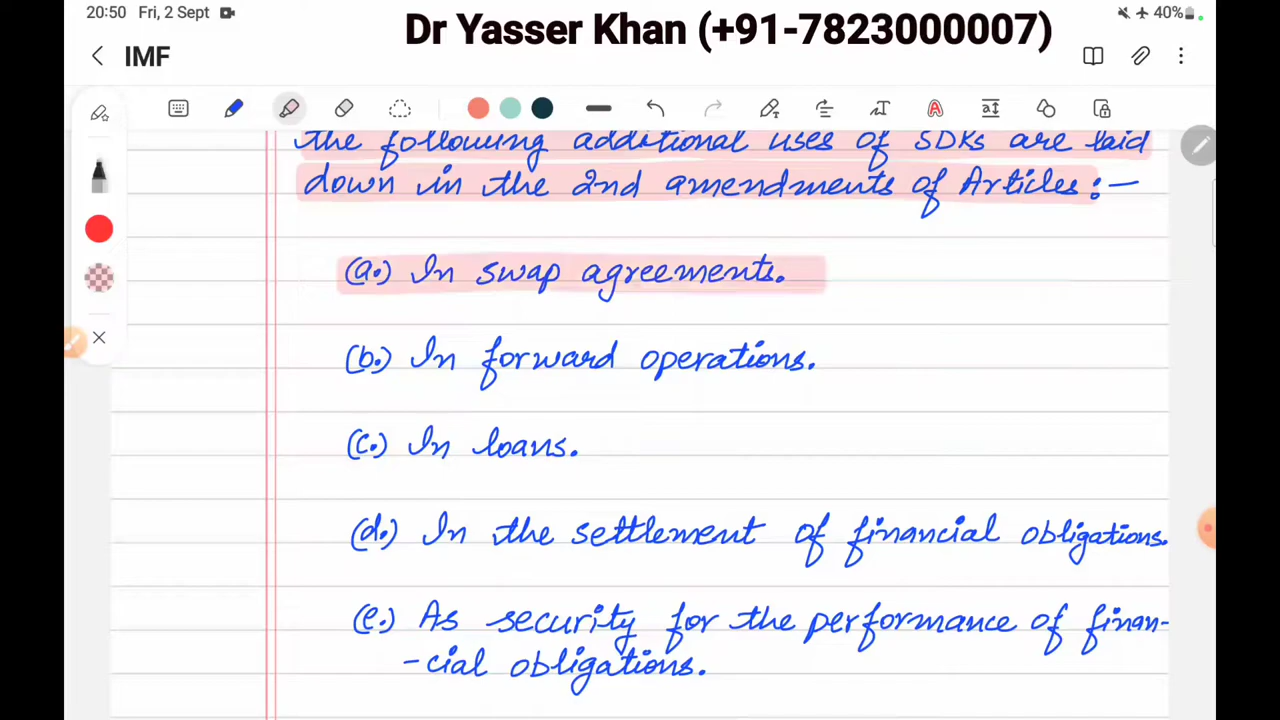 20:50 Fri, 2 Sept
40%
Dr Yasser Khan (+91-7823000007)
IMF
the following additional uses of SDRs are laid
down in the 2nd amendments of Articles:-
(a.) In swap agreements.
(b.) In forward operations.
(c.) In loans.
(d.) In the settlement of financial obligations.
(e.) As security for the performance of finan-
-cial obligations.